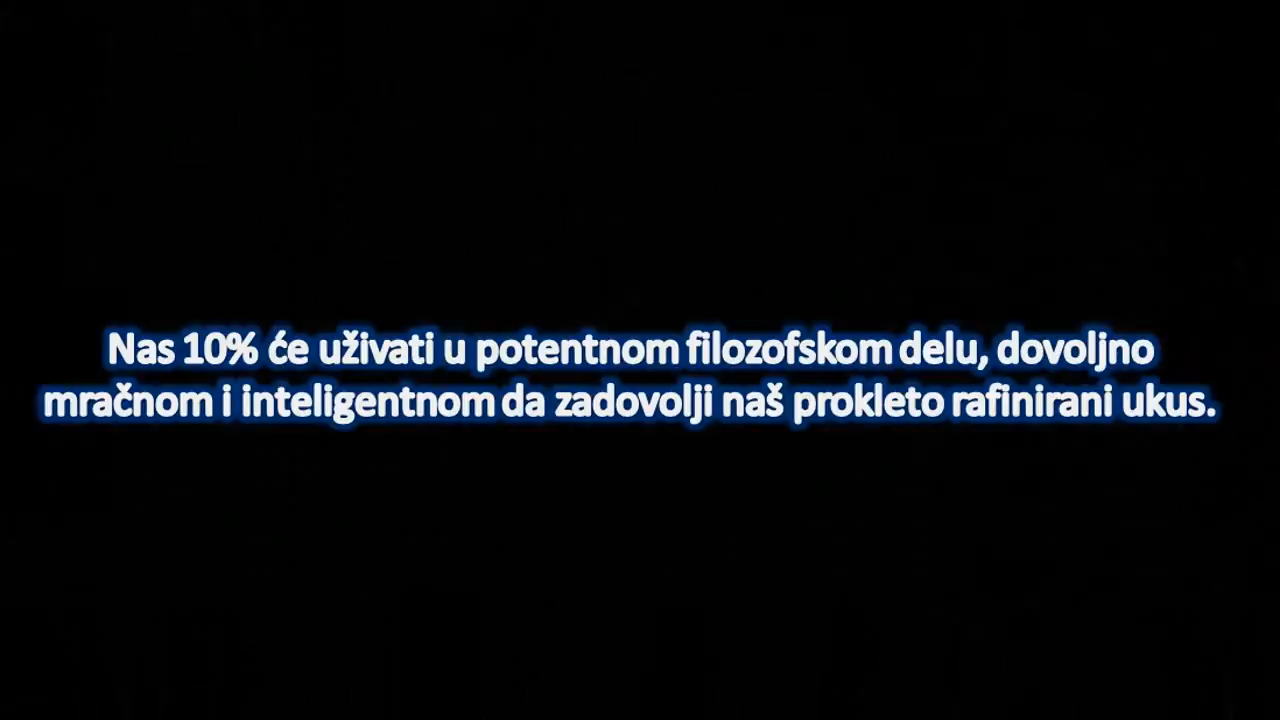 Nas 10% će uživati u potentnom filozofskom delu, dovoljno
mračnom i inteligentnom da zadovolji naš prokleto rafinirani ukus.